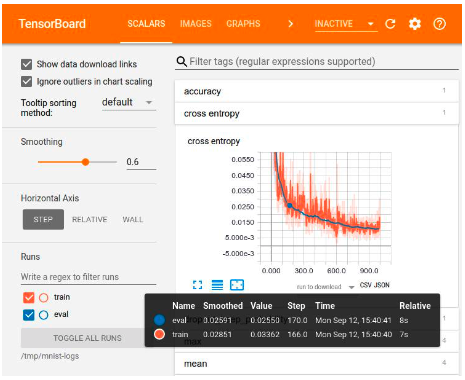 TensorBoard SCALARS IMAGES GRAPHS INACTIVE
Show data download links
Ignore outliers in chart scaling
Tooltip sorting method: default
Smoothing
0.6
Horizontal Axis
STEP RELATIVE WALL
Runs
Write a regex to filter runs
train
eval
TOGGLE ALL RUNS
/tmp/mnist-logs
Filter tags (regular expressions supported)
accuracy 1
cross entropy 1
cross entropy
0.0550
0.0450
0.0350
0.0250
0.0150
5.000e-3
-5.000e-3
0.000 300.0 600.0 900.0
run to download CSV JSON
Name Smoothed Value Step Time Relative
eval 0.02591 0.02550 170.0 Mon Sep 12, 15:40:41 8s
train 0.02851 0.03362 166.0 Mon Sep 12, 15:40:40 7s
max 1
mean 4